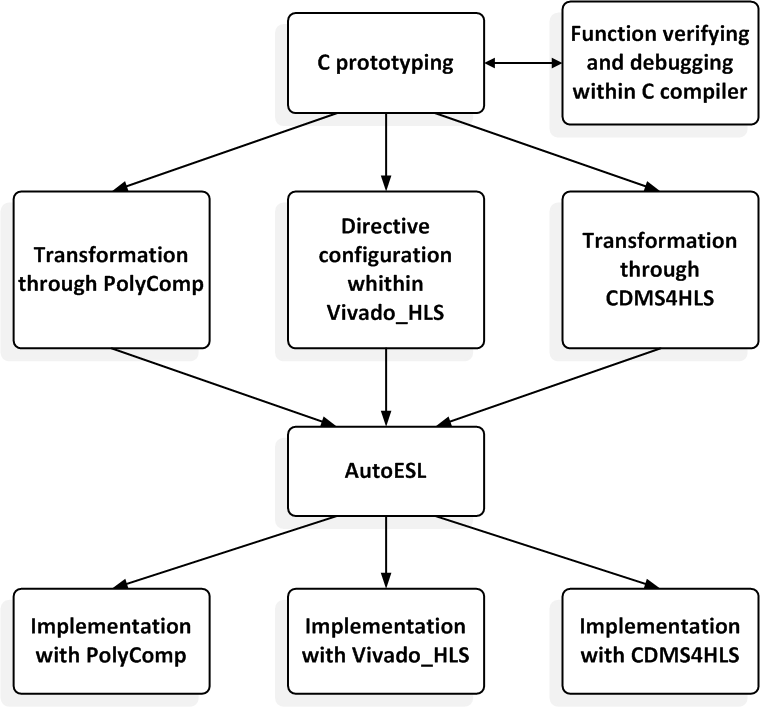 C prototyping
Function verifying
and debugging
within C compiler
Transformation
through PolyComp
Directive
configuration
whithin
Vivado_HLS
Transformation
through
CDMS4HLS
AutoESL
Implementation
with PolyComp
Implementation
with Vivado_HLS
Implementation
with CDMS4HLS